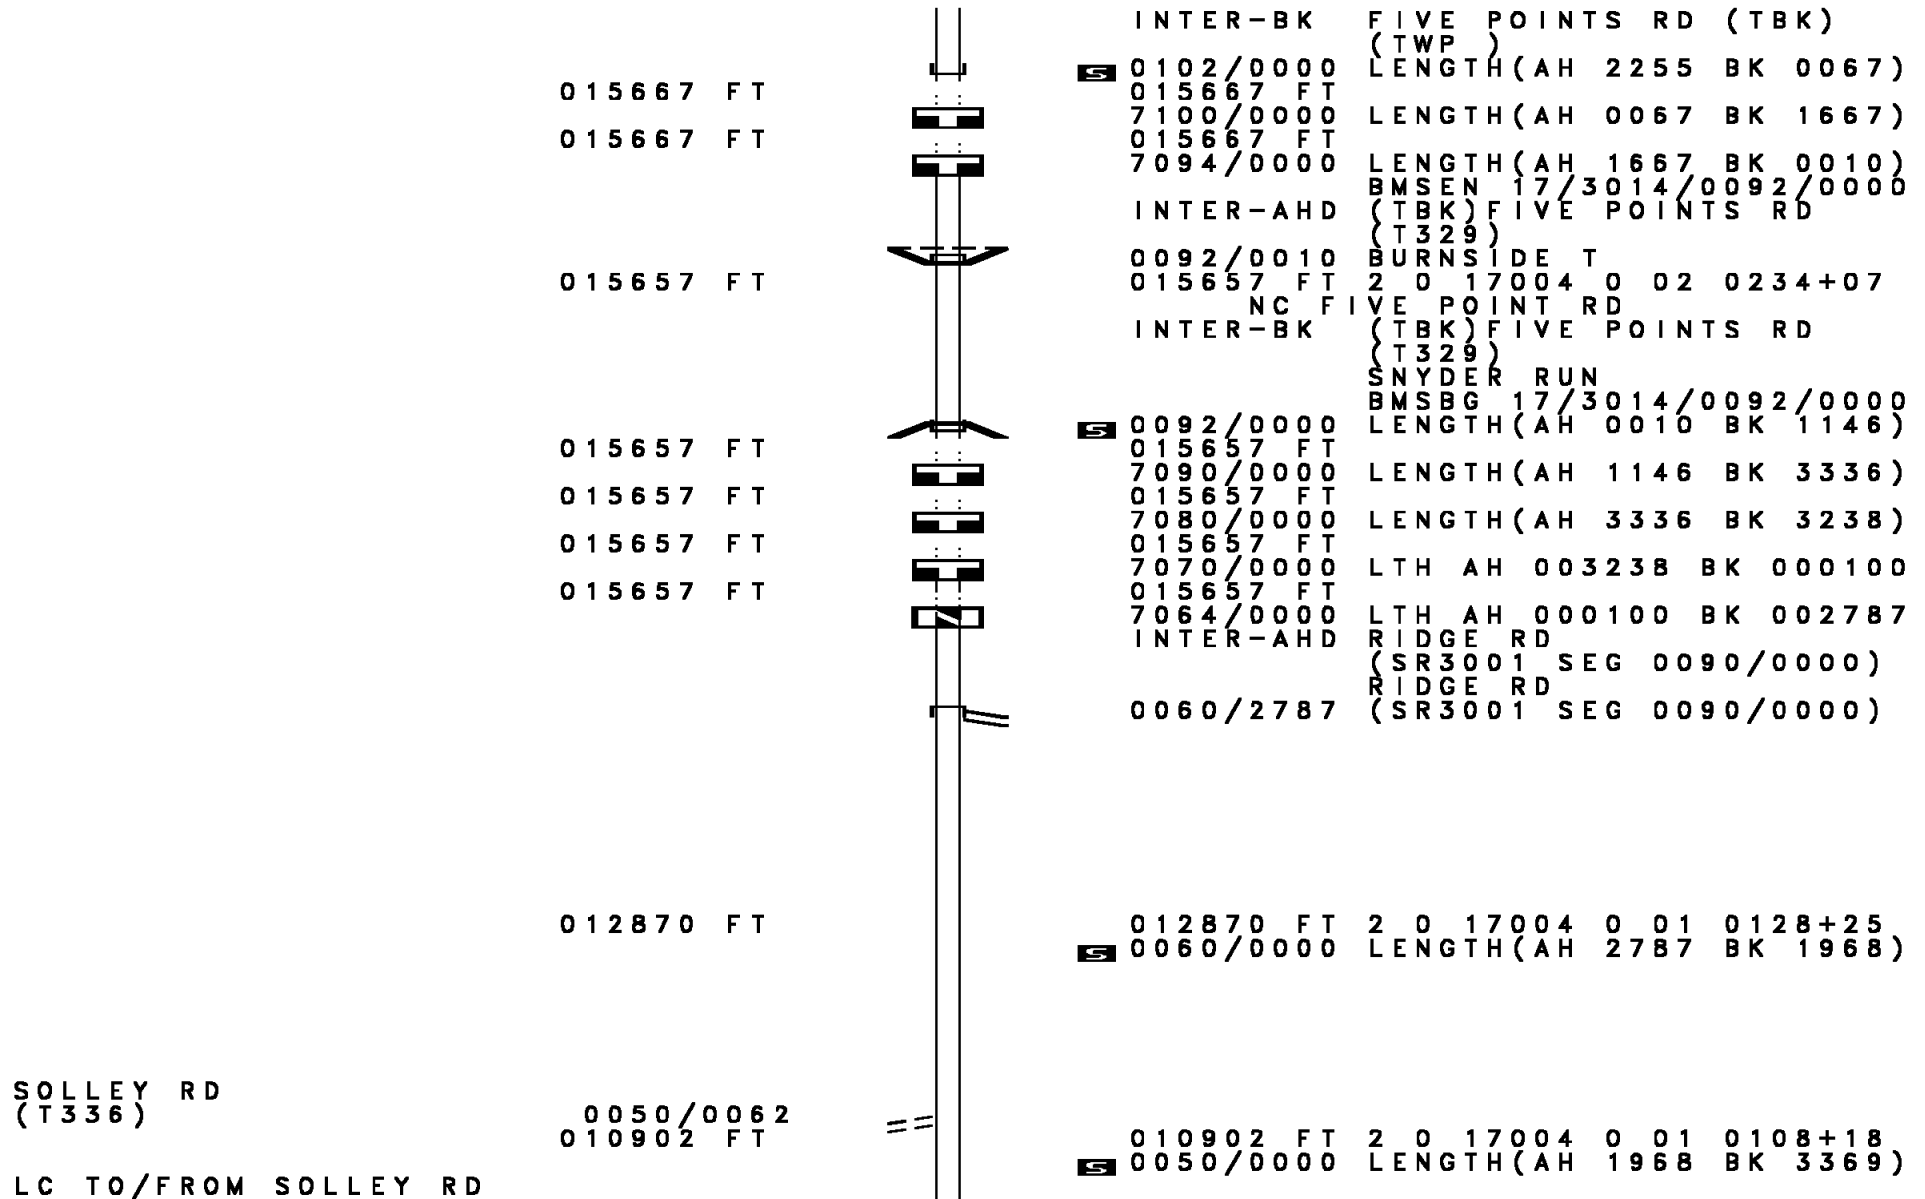 INTER-BK FIVE POINTS RD (TBK)
(TWP )
S 0102/0000 LENGTH(AH 2255 BK 0067)
015667 FT 015667 FT
7100/0000 LENGTH(AH 0067 BK 1667)
015667 FT 015667 FT
7094/0000 LENGTH(AH 1667 BK 0010)
BMSEN 17/3014/0092/0000
INTER-AHD (TBK)FIVE POINTS RD
(T329)
0092/0010 BURNSIDE T
015657 FT 015657 FT 2 0 17004 0 02 0234+07
NC FIVE POINT RD
INTER-BK (TBK)FIVE POINTS RD
(T329)
SNYDER RUN
BMSBG 17/3014/0092/0000
S 0092/0000 LENGTH(AH 0010 BK 1146)
015657 FT 015657 FT
7090/0000 LENGTH(AH 1146 BK 3336)
015657 FT 015657 FT
7080/0000 LENGTH(AH 3336 BK 3238)
015657 FT 015657 FT
7070/0000 LTH AH 003238 BK 000100
015657 FT 015657 FT
7064/0000 LTH AH 000100 BK 002787
INTER-AHD RIDGE RD
(SR3001 SEG 0090/0000)
RIDGE RD
0060/2787 (SR3001 SEG 0090/0000)
012870 FT 012870 FT 2 0 17004 0 01 0128+25
S 0060/0000 LENGTH(AH 2787 BK 1968)
SOLLEY RD
(T336) 0050/0062
010902 FT 010902 FT 2 0 17004 0 01 0108+18
S 0050/0000 LENGTH(AH 1968 BK 3369)
LC TO/FROM SOLLEY RD